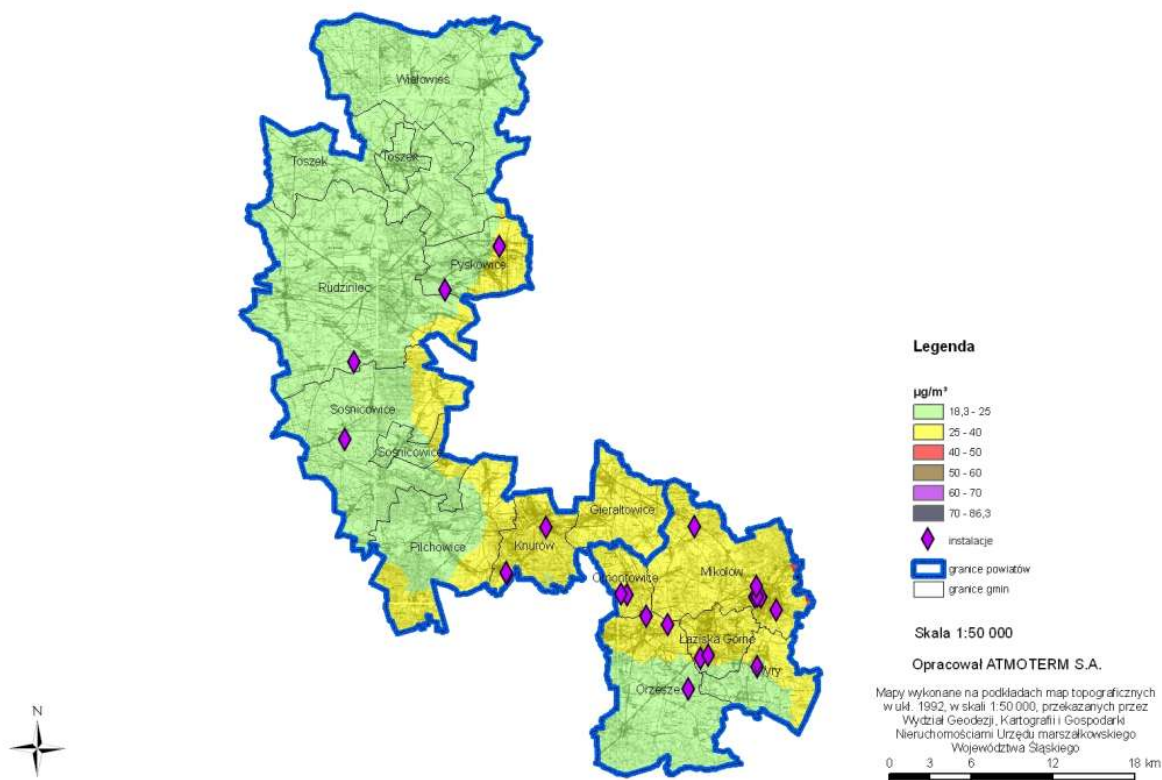 Wielowieś
Toszek
Toszek
Pyskowice
Rudziniec
Sośnicowice
Sośnicowice
Pilchowice
Knurów
Gierałtowice
Mikołów
Ornontowice
Łaziska Górne
Wyry
Orzesze
Legenda
µg/m³
18,3 - 25
25 - 40
40 - 50
50 - 60
60 - 70
70 - 86,3
instalacje
granice powiatów
granice gmin
Skala 1:50 000
Opracował ATMOTERM S.A.
Mapy wykonane na podkładach map topograficznych
w ukł. 1992, w skali 1:50 000, przekazanych przez
Wydział Geodezji, Kartografii i Gospodarki
Nieruchomościami Urzędu marszałkowskiego
Województwa Śląskiego
N
0 3 6 12 18 km